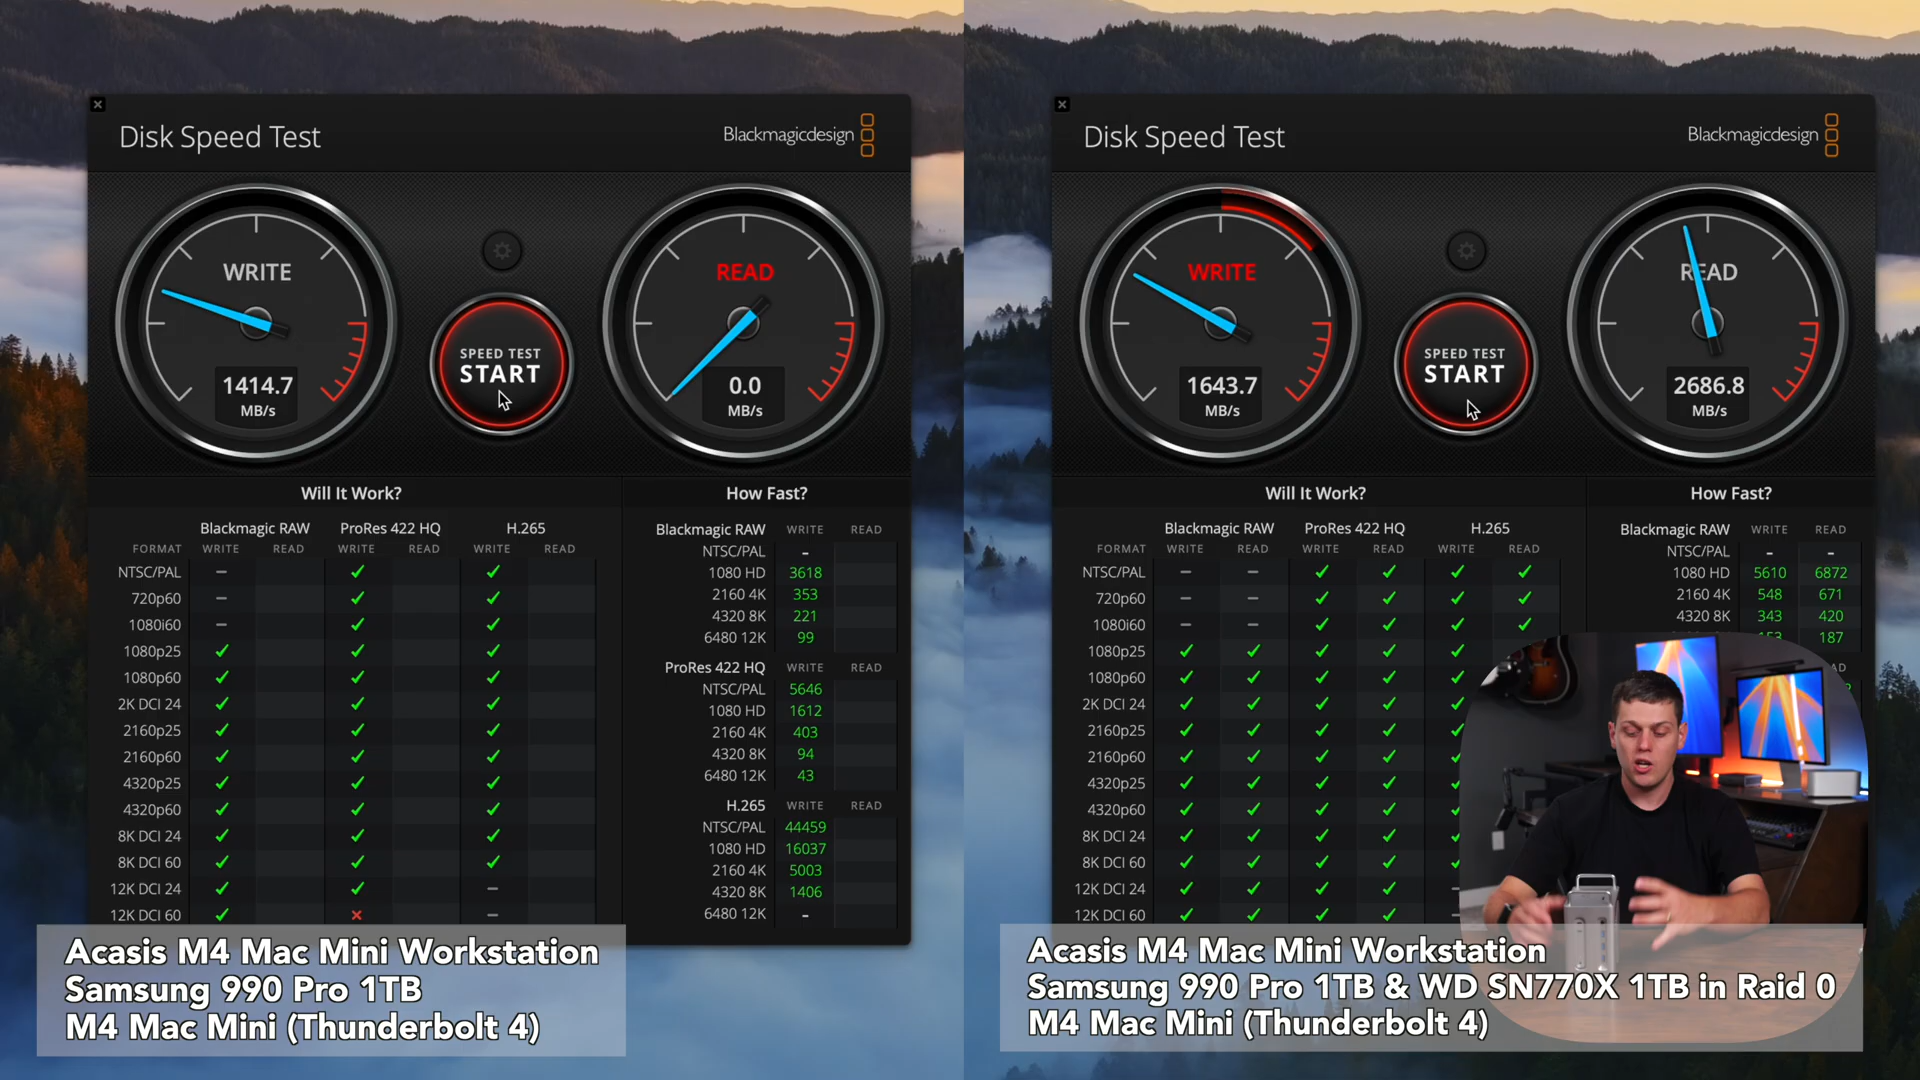 Disk Speed Test
Blackmagicdesign
WRITE
1414.7
MB/s
SPEED TEST
START
READ
0.0
MB/s
Will It Work?
Blackmagic RAW ProRes 422 HQ H.265
FORMAT WRITE READ WRITE READ WRITE READ
NTSC/PAL – ✓ ✓
720p60 – ✓ ✓
1080i60 – ✓ ✓
1080p25 ✓ ✓ ✓
1080p60 ✓ ✓ ✓
2K DCI 24 ✓ ✓ ✓
2160p25 ✓ ✓ ✓
2160p60 ✓ ✓ ✓
4320p25 ✓ ✓ ✓
4320p60 ✓ ✓ ✓
8K DCI 24 ✓ ✓ ✓
8K DCI 60 ✓ ✓ ✓
12K DCI 24 ✓ ✓ –
12K DCI 60 ✓ ✗ –
How Fast?
Blackmagic RAW WRITE READ
NTSC/PAL -
1080 HD 3618
2160 4K 353
4320 8K 221
6480 12K 99
ProRes 422 HQ WRITE READ
NTSC/PAL 5646
1080 HD 1612
2160 4K 403
4320 8K 94
6480 12K 43
H.265 WRITE READ
NTSC/PAL 44459
1080 HD 16037
2160 4K 5003
4320 8K 1406
6480 12K -
Acasis M4 Mac Mini Workstation
Samsung 990 Pro 1TB
M4 Mac Mini (Thunderbolt 4)
Disk Speed Test
Blackmagicdesign
WRITE
1643.7
MB/s
SPEED TEST
START
READ
2686.8
MB/s
Will It Work?
Blackmagic RAW ProRes 422 HQ H.265
FORMAT WRITE READ WRITE READ WRITE READ
NTSC/PAL – – ✓ ✓ ✓ ✓
720p60 – – ✓ ✓ ✓ ✓
1080i60 – – ✓ ✓ ✓ ✓
1080p25 ✓ ✓ ✓ ✓ ✓
1080p60 ✓ ✓ ✓ ✓ ✓
2K DCI 24 ✓ ✓ ✓ ✓ ✓
2160p25 ✓ ✓ ✓ ✓ ✓
2160p60 ✓ ✓ ✓ ✓ ✓
4320p25 ✓ ✓ ✓ ✓ ✓
4320p60 ✓ ✓ ✓ ✓ ✓
8K DCI 24 ✓ ✓ ✓ ✓ ✓
8K DCI 60 ✓ ✓ ✓ ✓ ✓
12K DCI 24 ✓ ✓ ✓ ✓ –
12K DCI 60 ✓ ✓ ✓ ✓ –
How Fast?
Blackmagic RAW WRITE READ
NTSC/PAL - -
1080 HD 5610 6872
2160 4K 548 671
4320 8K 343 420
187
Acasis M4 Mac Mini Workstation
Samsung 990 Pro 1TB & WD SN770X 1TB in Raid 0
M4 Mac Mini (Thunderbolt 4)